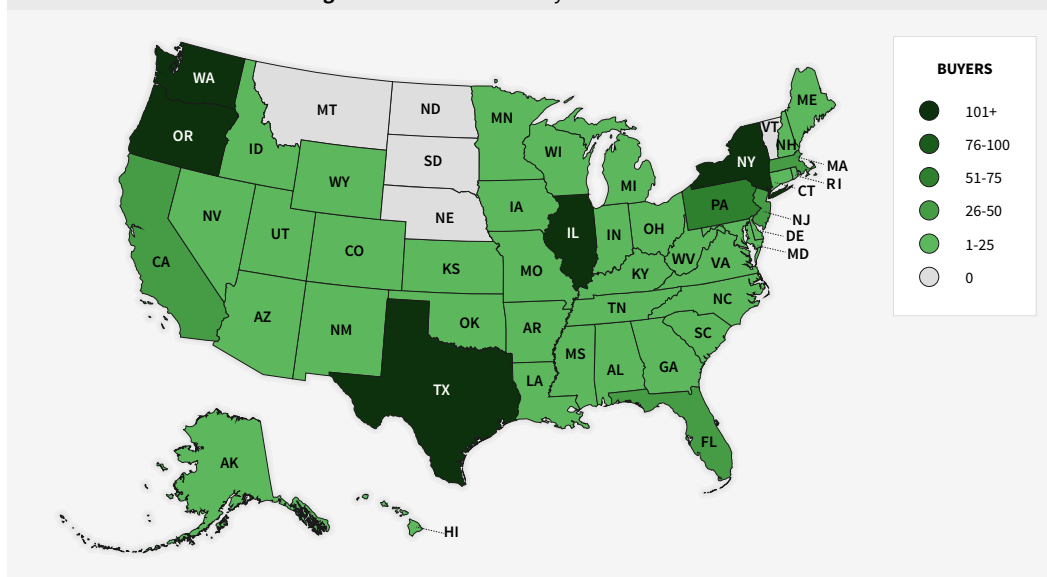 WA
OR
ID
MT
ND
SD
NE
WY
NV
UT
CO
CA
AZ
NM
KS
OK
TX
MN
IA
MO
AR
LA
WI
IL
MI
IN
OH
KY
TN
MS
AL
GA
FL
SC
NC
VA
WV
PA
NY
VT
NH
ME
MA
RI
CT
NJ
DE
MD
AK
HI
BUYERS
101+
76-100
51-75
26-50
1-25
0